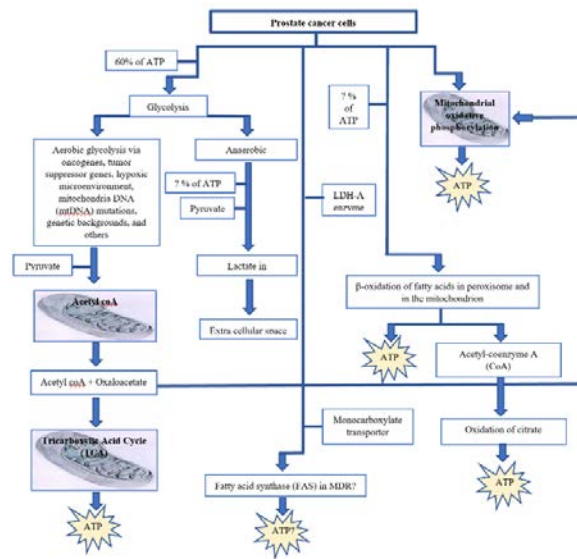 Prostate cancer cells
60% of ATP
Glycolysis
? %
of
ATP
Mitochondrial
oxidative
phosphorylation
ATP
Aerobic glycolysis via
oncogenes, tumor
suppressor genes, hypoxic
microenvironment,
mitochondria DNA
(mtDNA) mutations,
genetic backgrounds, and
others
Anaerobic
? % of ATP
Pyruvate
LDH-A
enzyme
Pyruvate
Lactate in
β-oxidation of fatty acids in peroxisome and
in the mitochondrion
Acetyl coA
Extra cellular space
ATP
Acetyl-coenzyme A
(CoA)
Acetyl coA + Oxaloacetate
Monocarboxylate
transporter
Oxidation of citrate
Tricarboxylic Acid Cycle
(TCA)
Fatty acid synthase (FAS) in MDR?
ATP
ATP
ATP?